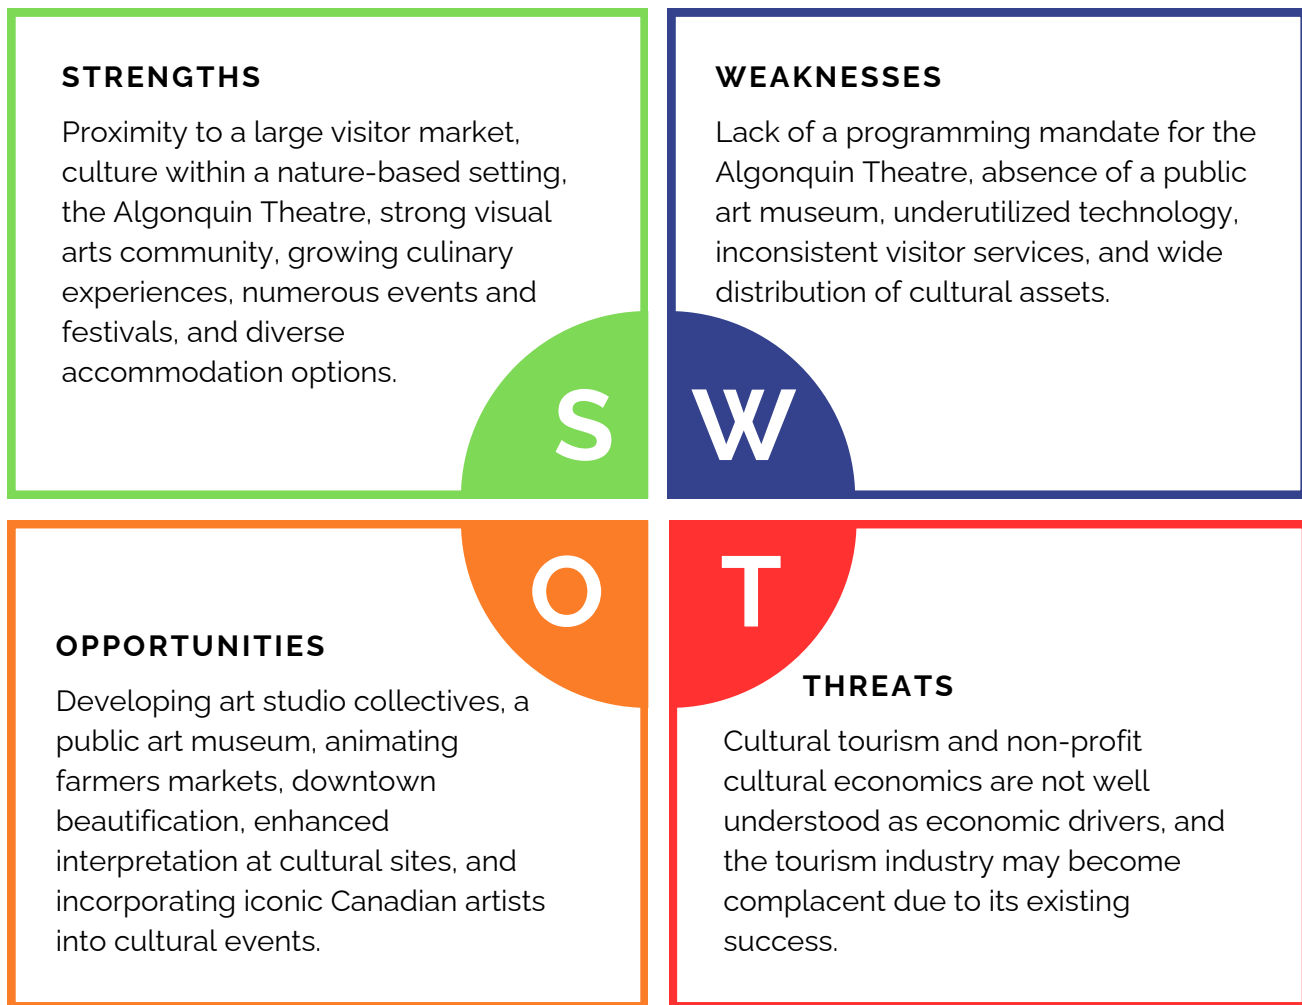 STRENGTHS
Proximity to a large visitor market,
culture within a nature-based setting,
the Algonquin Theatre, strong visual
arts community, growing culinary
experiences, numerous events and
festivals, and diverse
accommodation options.
S
WEAKNESSES
Lack of a programming mandate for the
Algonquin Theatre, absence of a public
art museum, underutilized technology,
inconsistent visitor services, and wide
distribution of cultural assets.
W
O
OPPORTUNITIES
Developing art studio collectives, a
public art museum, animating
farmers markets, downtown
beautification, enhanced
interpretation at cultural sites, and
incorporating iconic Canadian artists
into cultural events.
T
THREATS
Cultural tourism and non-profit
cultural economics are not well
understood as economic drivers, and
the tourism industry may become
complacent due to its existing
success.